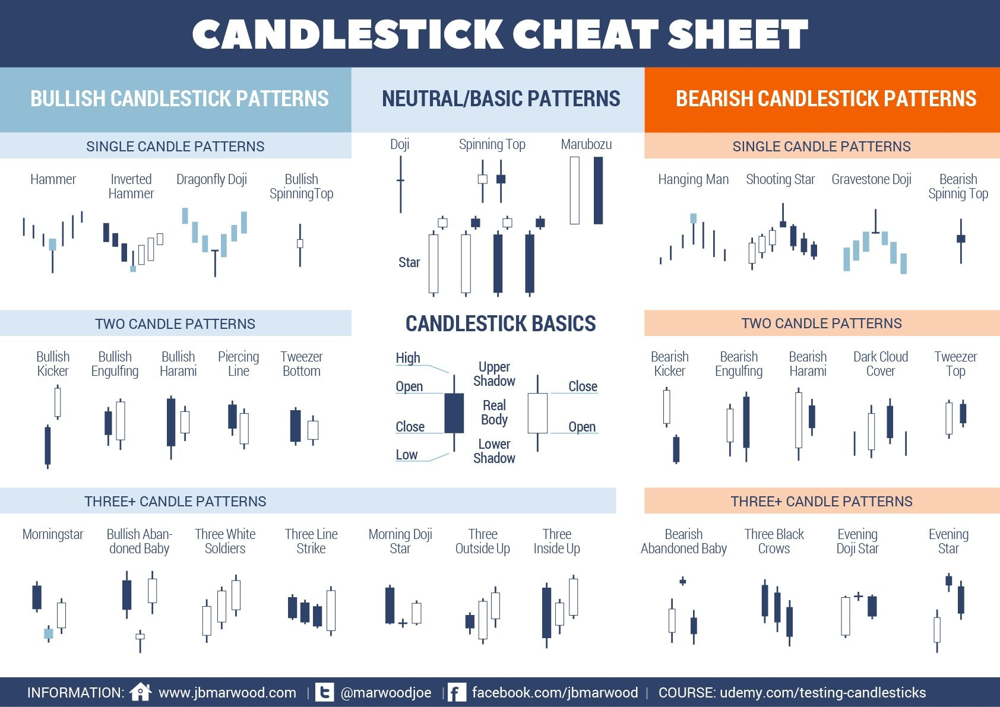 CANDLESTICK CHEAT SHEET
BULLISH CANDLESTICK PATTERNS
SINGLE CANDLE PATTERNS
Hammer
Inverted
Hammer
Dragonfly Doji
Bullish
SpinningTop
TWO CANDLE PATTERNS
Bullish
Kicker
Bullish
Engulfing
Bullish
Harami
Piercing
Line
Tweezer
Bottom
NEUTRAL/BASIC PATTERNS
Doji
Spinning Top
Marubozu
Star
CANDLESTICK BASICS
High
Open
Close
Low
Upper
Shadow
Real
Body
Lower
Shadow
Close
Open
THREE+ CANDLE PATTERNS
Morningstar
Bullish Aban-
doned Baby
Three White
Soldiers
Three Line
Strike
Morning Doji
Star
Three
Outside Up
Three
Inside Up
BEARISH CANDLESTICK PATTERNS
SINGLE CANDLE PATTERNS
Hanging Man
Shooting Star
Gravestone Doji
Bearish
Spinnig Top
TWO CANDLE PATTERNS
Bearish
Kicker
Bearish
Engulfing
Bearish
Harami
Dark Cloud
Cover
Tweezer
Top
THREE+ CANDLE PATTERNS
Bearish
Abandoned Baby
Three Black
Crows
Evening
Doji Star
Evening
Star
INFORMATION: www.jbmarwood.com | @marwoodjoe | facebook.com/jbmarwood | COURSE: udemy.com/testing-candlesticks